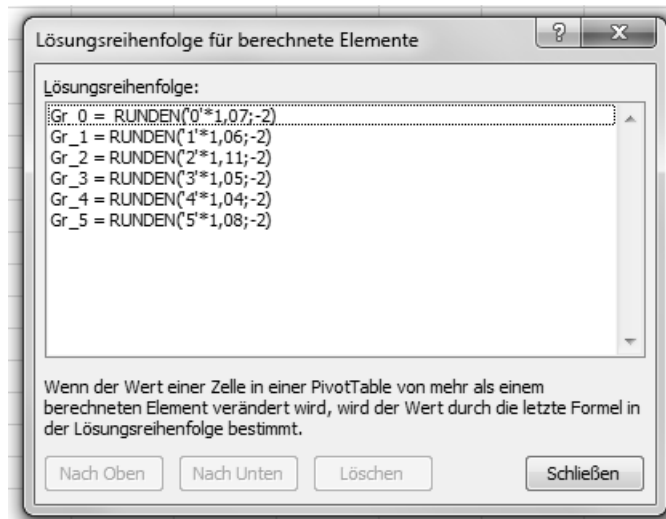 Lösungsreihenfolge für berechnete Elemente
Lösungsreihenfolge:
Gr_0 = RUNDEN('0'*1,07;-2)
Gr_1 = RUNDEN('1'*1,06;-2)
Gr_2 = RUNDEN('2'*1,11;-2)
Gr_3 = RUNDEN('3'*1,05;-2)
Gr_4 = RUNDEN('4'*1,04;-2)
Gr_5 = RUNDEN('5'*1,08;-2)
Wenn der Wert einer Zelle in einer PivotTable von mehr als einem
berechneten Element verändert wird, wird der Wert durch die letzte Formel in
der Lösungsreihenfolge bestimmt.
Nach Oben Nach Unten Löschen Schließen